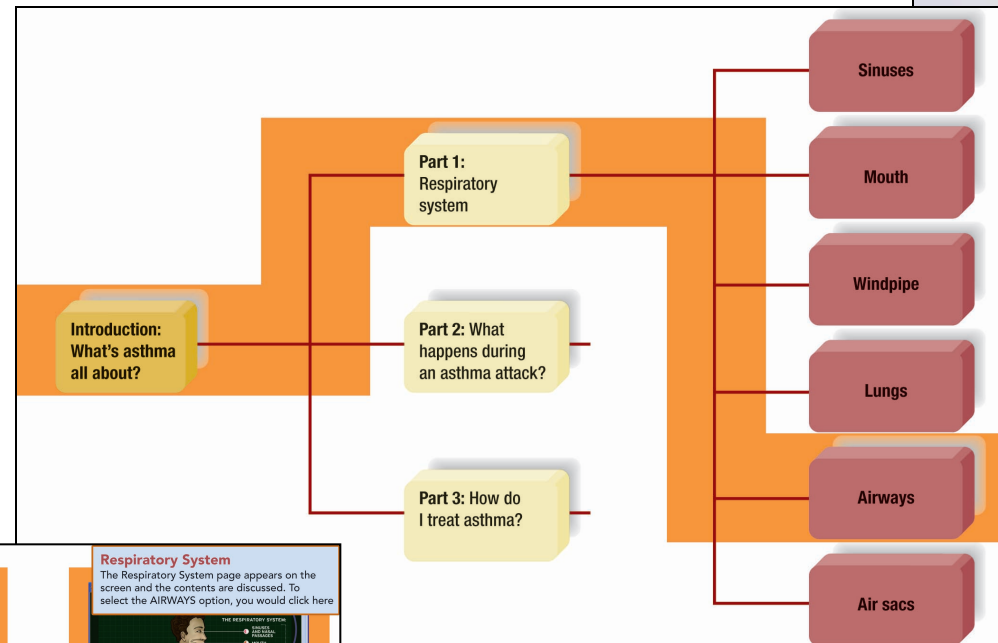 Sinuses
Part 1:
Respiratory
system
Mouth
Windpipe
Introduction:
What's asthma
all about?
Part 2: What
happens during
an asthma attack?
Lungs
Part 3: How do
I treat asthma?
Airways
Air sacs
Respiratory System
The Respiratory System page appears on the
screen and the contents are discussed. To
select the AIRWAYS option, you would click here
THE RESPIRATORY SYSTEM:
SINUSES
AND NASAL
PASSAGES